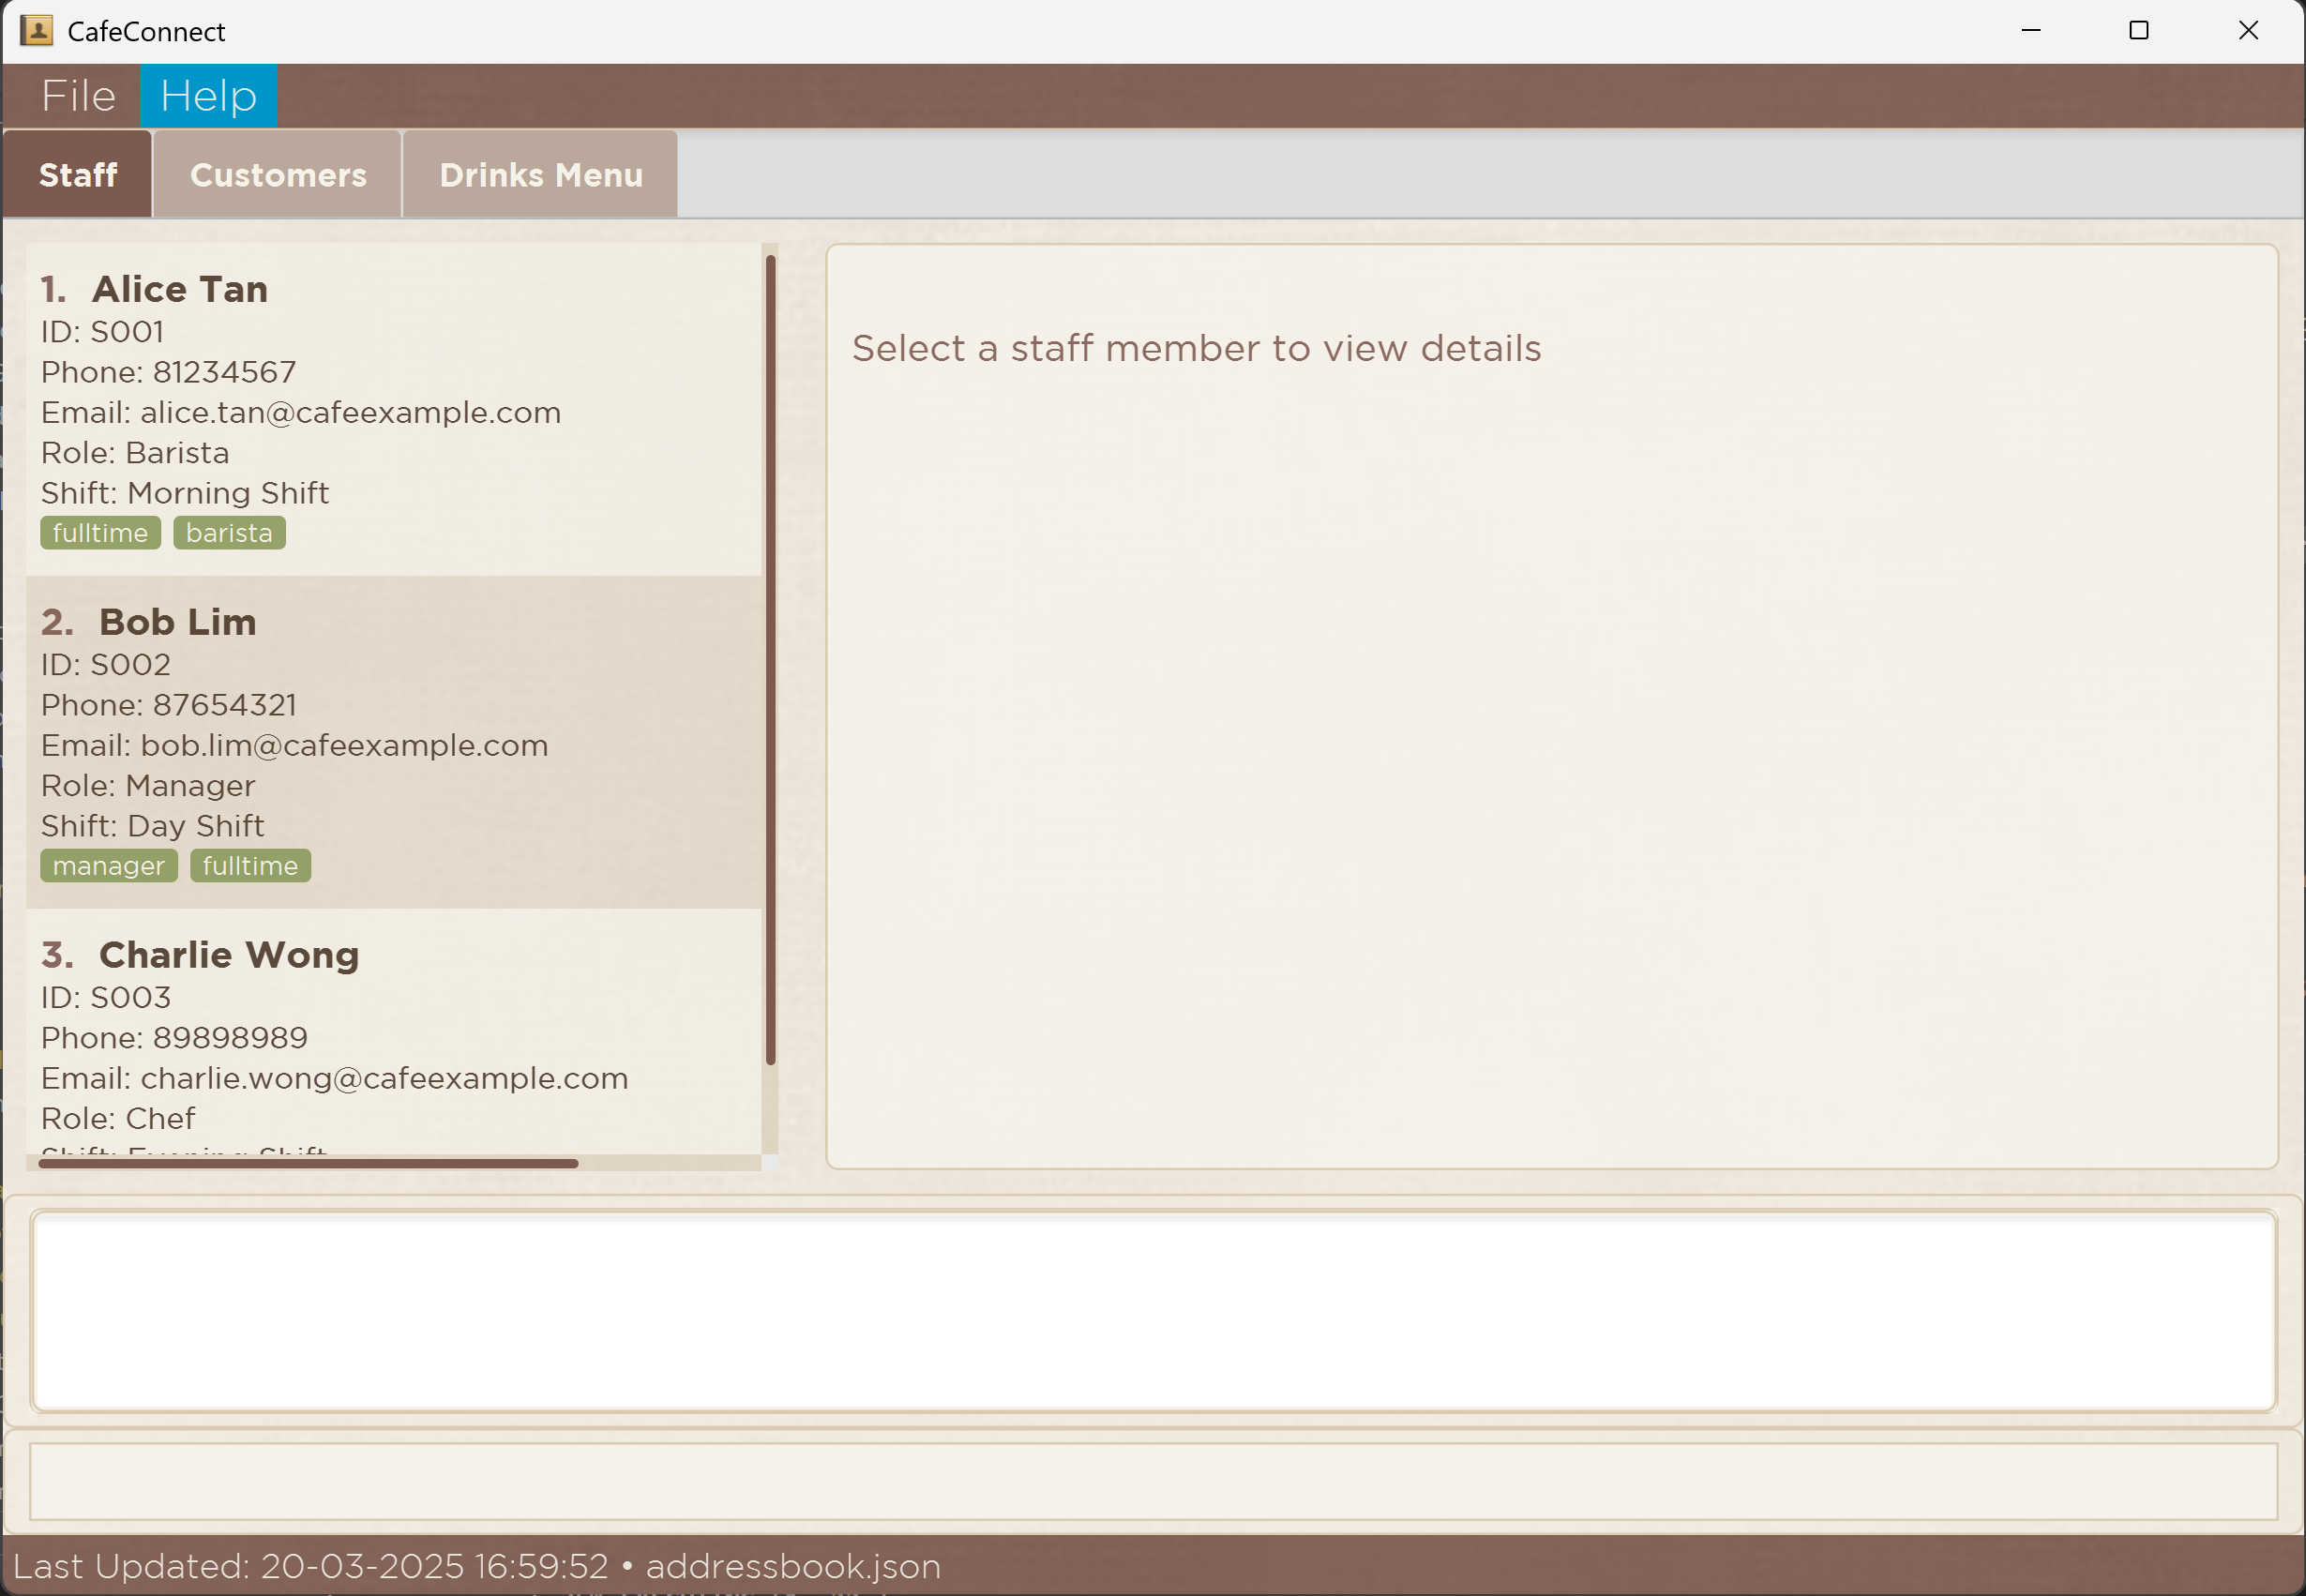 CafeConnect
File Help
Staff Customers Drinks Menu
1. Alice Tan
ID: S001
Phone: 81234567
Email: alice.tan@cafeexample.com
Role: Barista
Shift: Morning Shift
fulltime barista
2. Bob Lim
ID: S002
Phone: 87654321
Email: bob.lim@cafeexample.com
Role: Manager
Shift: Day Shift
manager fulltime
3. Charlie Wong
ID: S003
Phone: 89898989
Email: charlie.wong@cafeexample.com
Role: Chef
Shift: Evening Shift
Select a staff member to view details
Last Updated: 20-03-2025 16:59:52 • addressbook.json